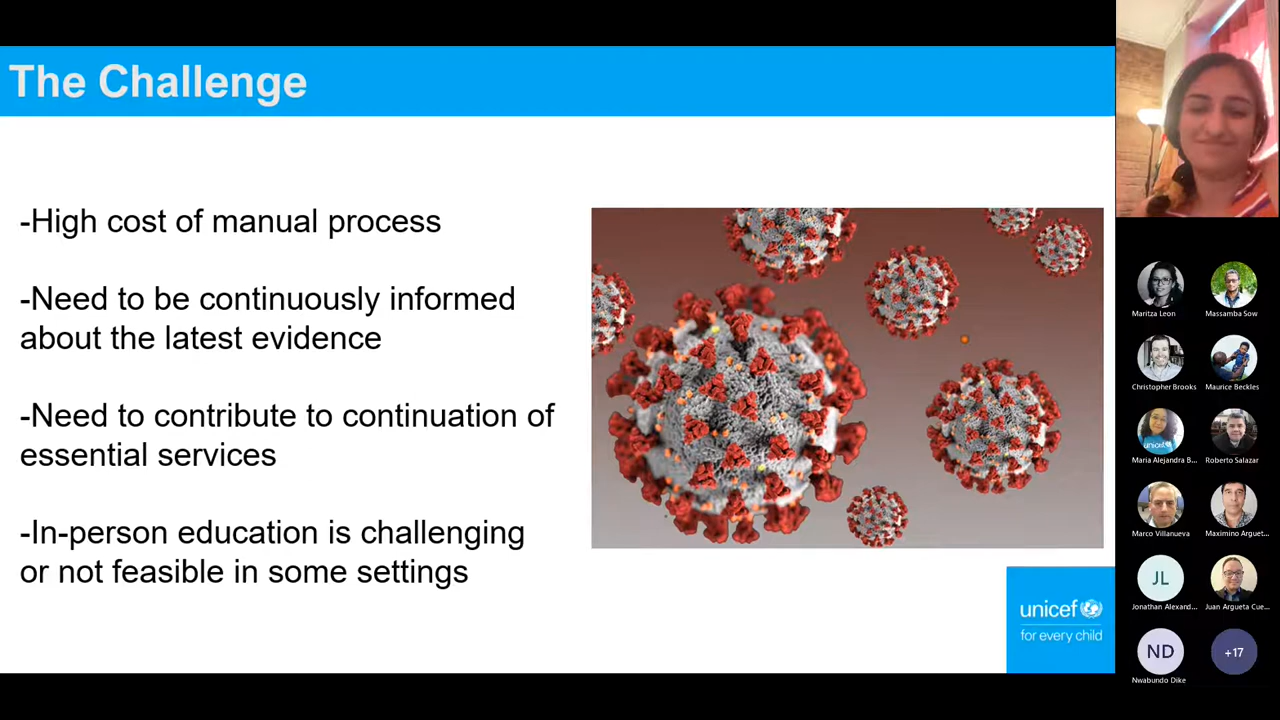 The Challenge
-High cost of manual process
-Need to be continuously informed
about the latest evidence
-Need to contribute to continuation of
essential services
-In-person education is challenging
or not feasible in some settings
unicef
for every child
Maritza Leon
Massamba Sow
Christopher Brooks
Maurice Beckles
unicef
María Alejandra B...
Roberto Salazar
Marco Villanueva
Maximino Arguet...
JL
Jonathan Alexand...
Juan Argueta Cue...
ND
Nwabundo Dike
+17